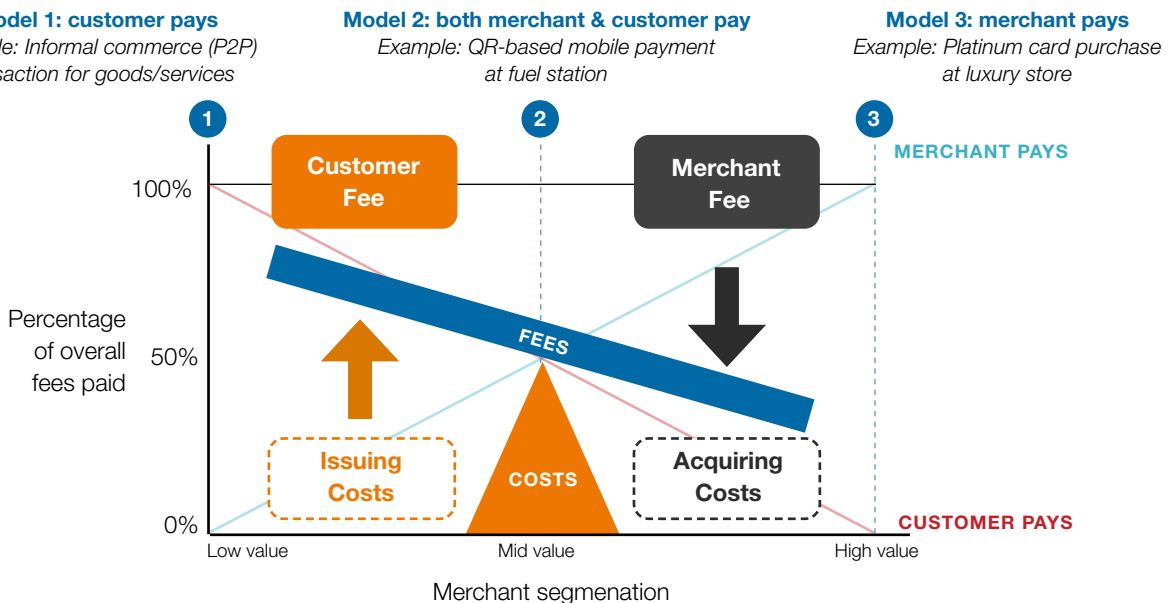 odel 1: customer pays
le: Informal commerce (P2P)
saction for goods/services
Model 2: both merchant & customer pay
Example: QR-based mobile payment
at fuel station
Model 3: merchant pays
Example: Platinum card purchase
at luxury store
1
2
3
MERCHANT PAYS
Customer
Fee
Merchant
Fee
100%
Percentage
of overall
fees paid
50%
FEES
Issuing
Costs
COSTS
Acquiring
Costs
0%
CUSTOMER PAYS
Low value
Mid value
High value
Merchant segmenation